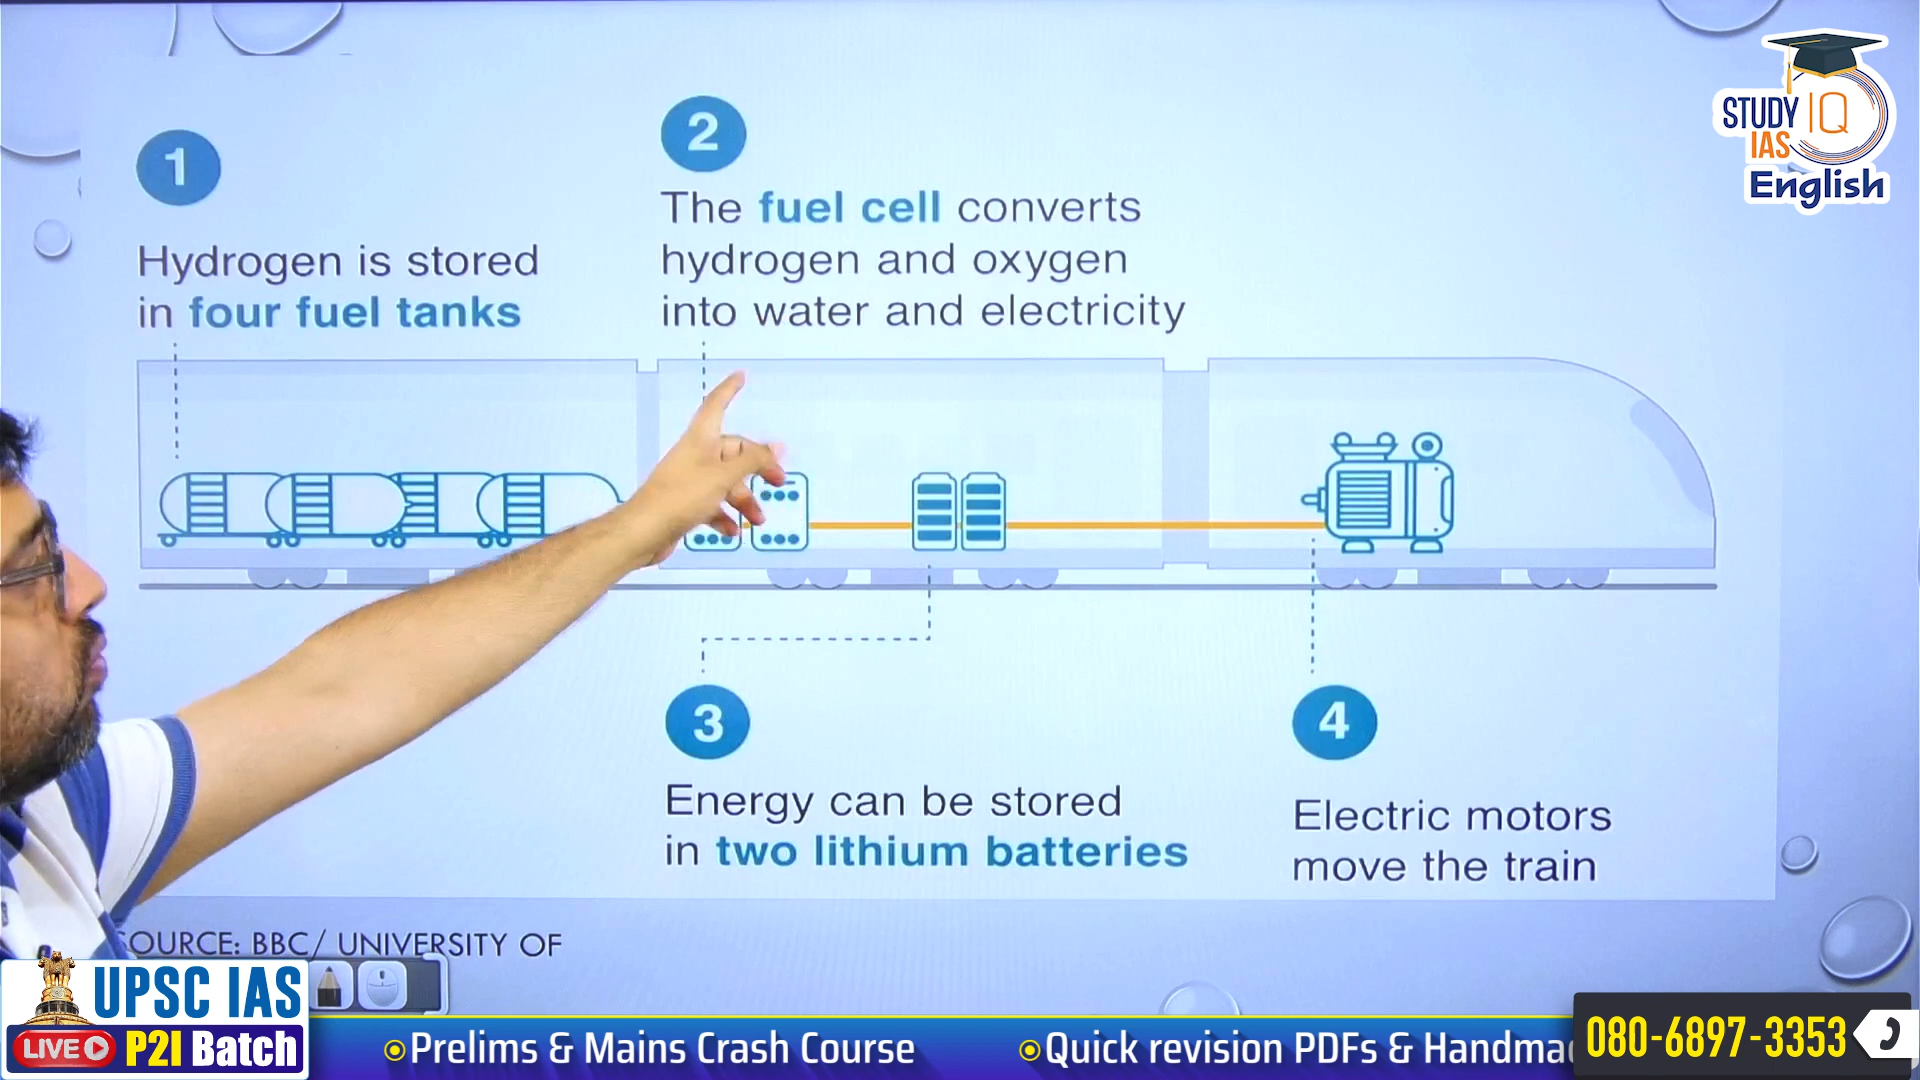 STUDY IQ
IAS
English
1
Hydrogen is stored
in four fuel tanks
2
The fuel cell converts
hydrogen and oxygen
into water and electricity
3
Energy can be stored
in two lithium batteries
4
Electric motors
move the train
SOURCE: BBC/ UNIVERSITY OF
UPSC IAS
LIVE P2I Batch
Prelims & Mains Crash Course
Quick revision PDFs &
080-6897-3353